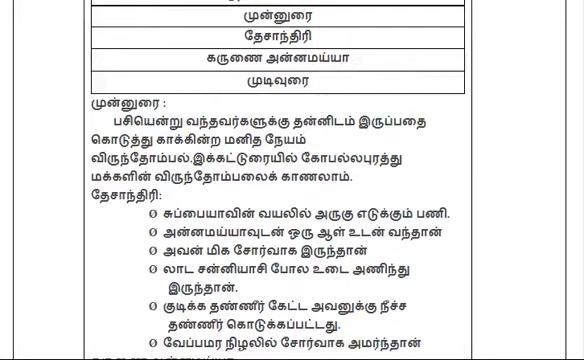 முன்னுரை
தேசாந்திரி
கருணை அன்னமய்யா
முடிவுரை
முன்னுரை :
பசியென்று வந்தவர்களுக்கு தன்னிடம் இருப்பதை
கொடுத்து காக்கின்ற மனித நேயம்
விருந்தோம்பல்.இக்கட்டுரையில் கோபல்லபுரத்து
மக்களின் விருந்தோம்பலைக் காணலாம்.
தேசாந்திரி:
Ø சுப்பையாவின் வயலில் அருகு எடுக்கும் பணி.
Ø அன்னமய்யாவுடன் ஒரு ஆள் உடன் வந்தான்
Ø அவன் மிக சோர்வாக இருந்தான்
Ø லாட சன்னியாசி போல உடை அணிந்து
இருந்தான்.
Ø குடிக்க தண்ணீர் கேட்ட அவனுக்கு நீச்ச
தண்ணீர் கொடுக்கப்பட்டது.
Ø வேப்பமர நிழலில் சோர்வாக அமர்ந்தான்